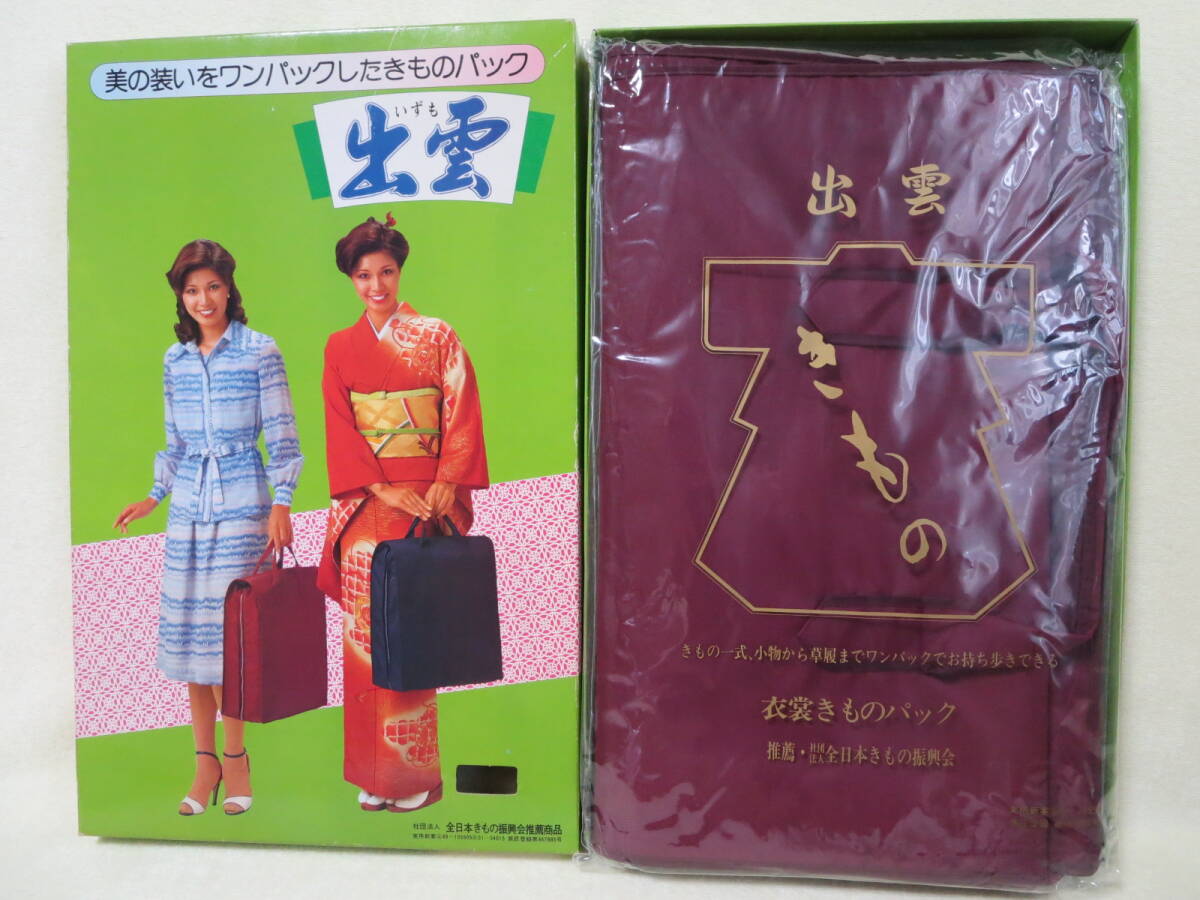 美の装いをワンパックしたきものパック
いずも
出雲
社団法人 全日本きもの振興会推薦商品
出雲
きもの
きもの一式、小物から草履までワンパックでお持ち歩きできる
衣裳きものパック
推薦・社団法人全日本きもの振興会